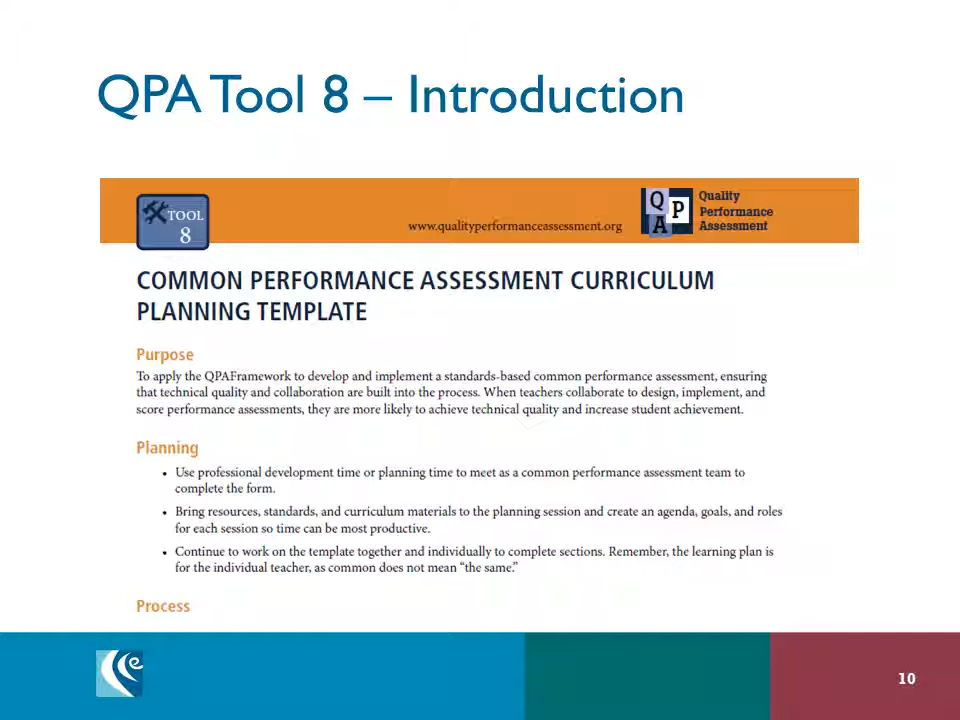 QPA Tool 8 – Introduction
TOOL
8
www.qualityperformanceassessment.org
Q
P
A
Quality
Performance
Assessment
COMMON PERFORMANCE ASSESSMENT CURRICULUM
PLANNING TEMPLATE
Purpose
To apply the QPAFramework to develop and implement a standards-based common performance assessment, ensuring
that technical quality and collaboration are built into the process. When teachers collaborate to design, implement, and
score performance assessments, they are more likely to achieve technical quality and increase student achievement.
Planning
• Use professional development time or planning time to meet as a common performance assessment team to
complete the form.
• Bring resources, standards, and curriculum materials to the planning session and create an agenda, goals, and roles
for each session so time can be most productive.
• Continue to work on the template together and individually to complete sections. Remember, the learning plan is
for the individual teacher, as common does not mean “the same.”
Process
e
10